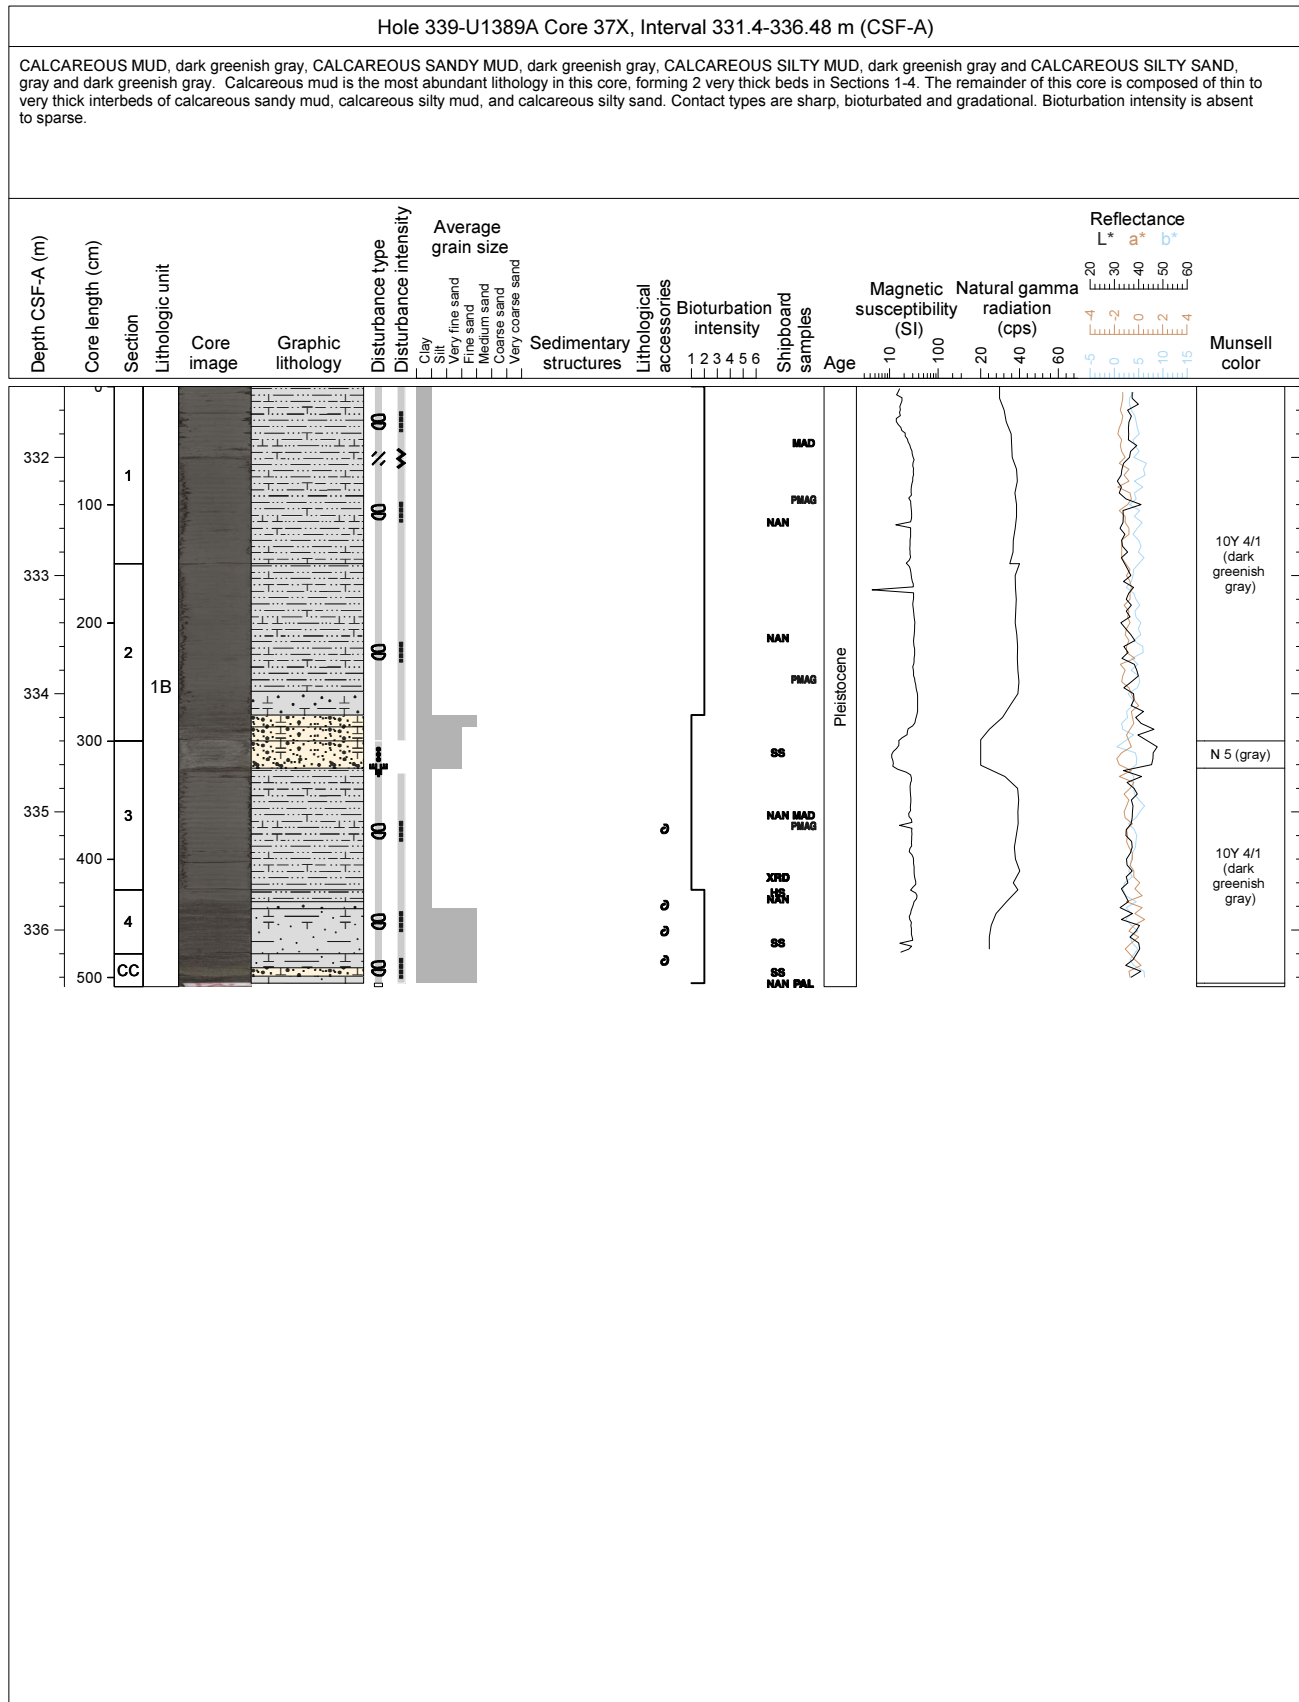 Hole 339-U1389A Core 37X, Interval 331.4-336.48 m (CSF-A)
CALCAREOUS MUD, dark greenish gray, CALCAREOUS SANDY MUD, dark greenish gray, CALCAREOUS SILTY MUD, dark greenish gray and CALCAREOUS SILTY SAND,
gray and dark greenish gray.  Calcareous mud is the most abundant lithology in this core, forming 2 very thick beds in Sections 1-4. The remainder of this core is composed of thin to
very thick interbeds of calcareous sandy mud, calcareous silty mud, and calcareous silty sand. Contact types are sharp, bioturbated and gradational. Bioturbation intensity is absent
to sparse.
Depth CSF-A (m)
Core length (cm)
Section
Lithologic unit
Core
image
Graphic
lithology
Disturbance type
Disturbance intensity
Average
grain size
Clay
Silt
Very fine sand
Fine sand
Medium sand
Coarse sand
Very coarse sand
Sedimentary
structures
Lithological
accessories
Bioturbation
intensity
1 2 3 4 5 6
Shipboard
samples
Age
Magnetic
susceptibility
(SI)
10 100
Natural gamma
radiation
(cps)
20 40 60
Reflectance
L* a* b*
20 30 40 50 60
-4 -2 0 2 4
-5 0 5 10 15
Munsell
color
0
332
333
334
335
336
100
200
300
400
500
1
2
3
4
CC
1B
MAD
PMAG
NAN
NAN
PMAG
SS
NAN MAD
PMAG
XRD
HS
NAN
SS
SS
NAN PAL
Pleistocene
10Y 4/1
(dark
greenish
gray)
N 5 (gray)
10Y 4/1
(dark
greenish
gray)